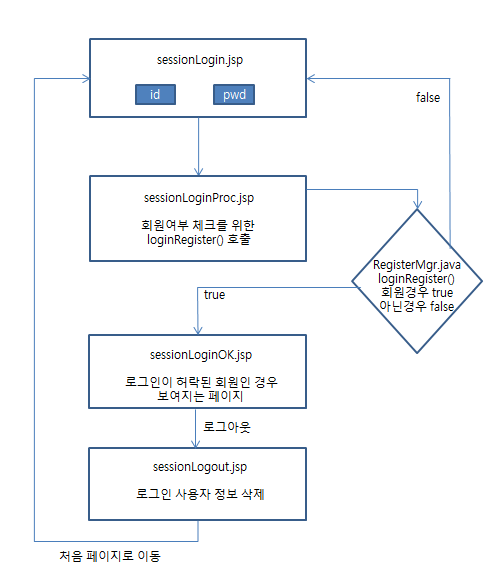 sessionLogin.jsp
id
pwd
false
sessionLoginProc.jsp
회원여부 체크를 위한
loginRegister() 호출
RegisterMgr.java
loginRegister()
회원경우 true
아닌경우 false
true
sessionLoginOK.jsp
로그인이 허락된 회원인 경우
보여지는 페이지
로그아웃
sessionLogout.jsp
로그인 사용자 정보 삭제
처음 페이지로 이동